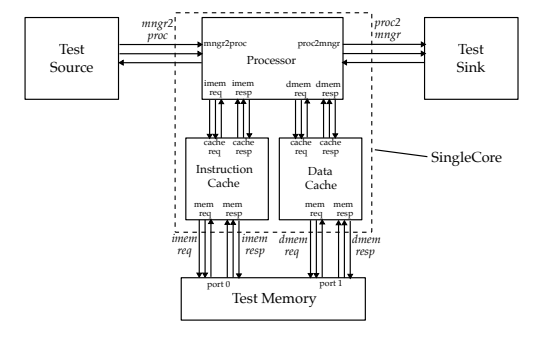 mngr2
proc
proc2
mngr
Test
Source
mngr2proc
proc2mngr
Processor
Test
Sink
imem
req
imem
resp
dmem
req
dmem
resp
cache
req
cache
resp
cache
req
cache
resp
SingleCore
Instruction
Cache
Data
Cache
mem
req
mem
resp
mem
req
mem
resp
imem
req
imem
resp
dmem
req
dmem
resp
port 0
port 1
Test Memory